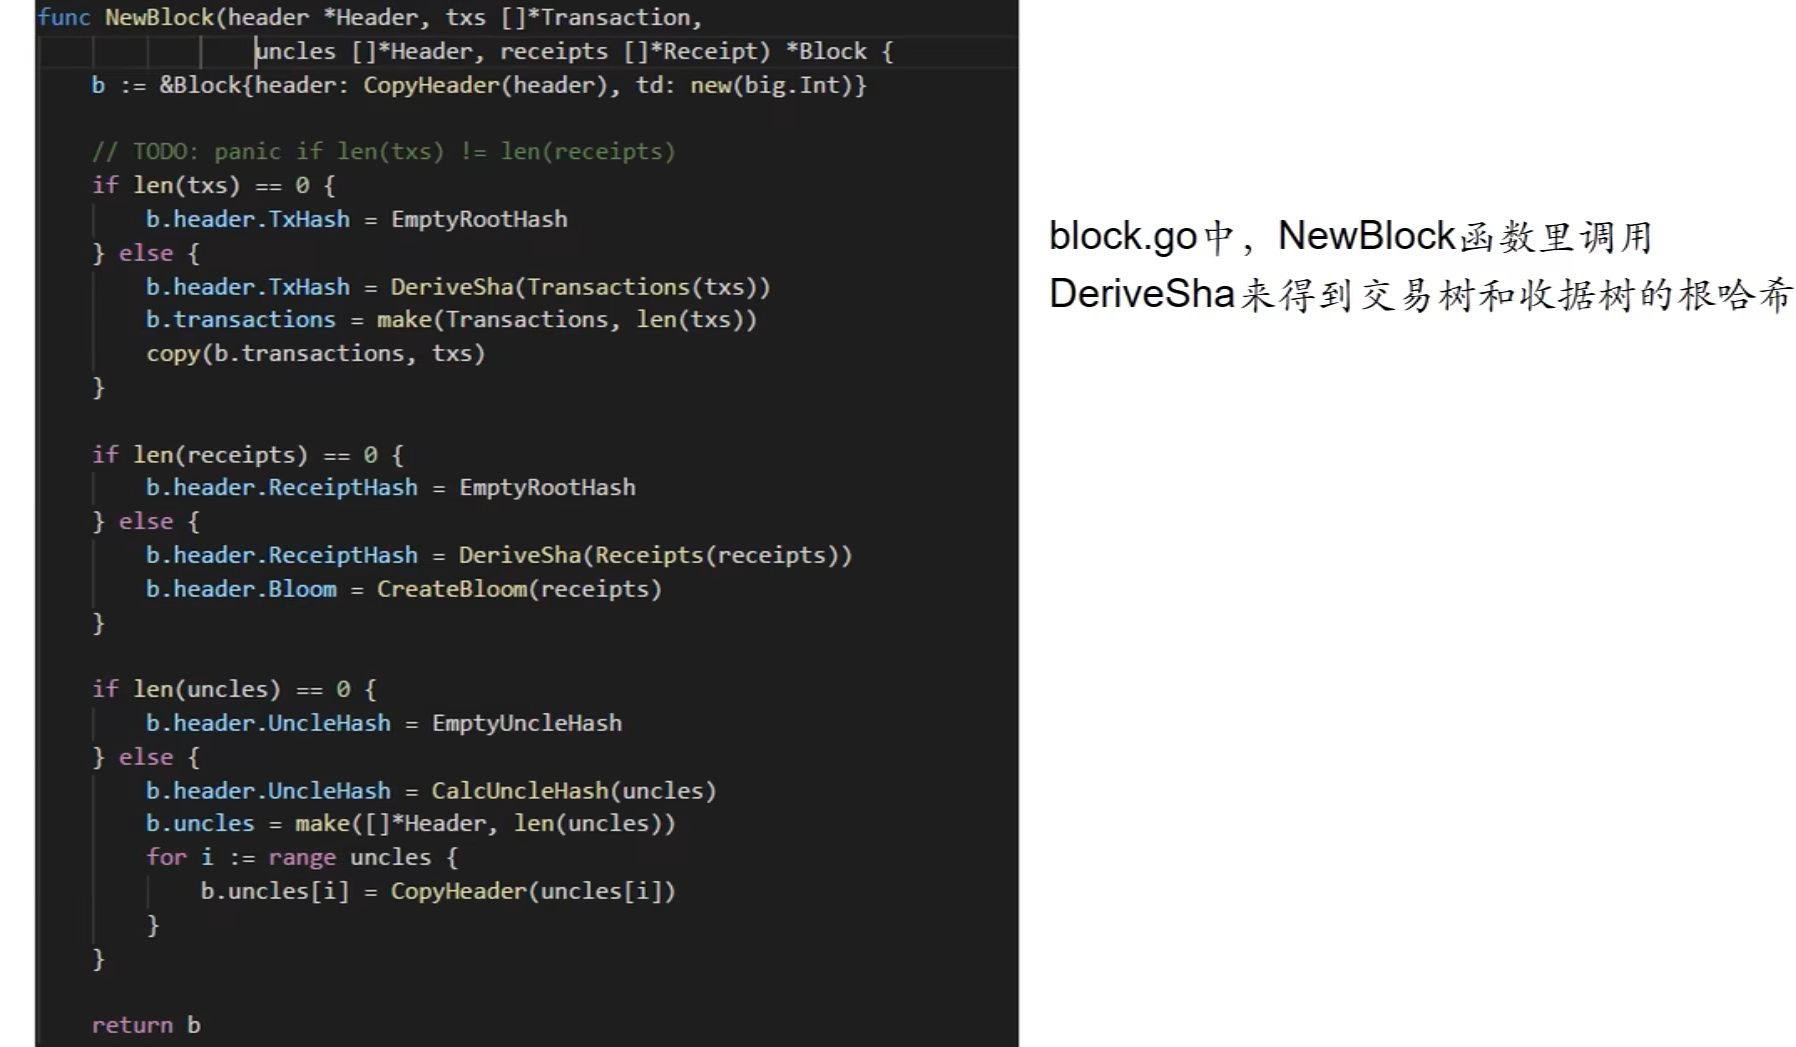 func NewBlock(header *Header, txs []*Transaction,
uncles []*Header, receipts []*Receipt) *Block {
b := &Block{header: CopyHeader(header), td: new(big.Int)}
// TODO: panic if len(txs) != len(receipts)
if len(txs) == 0 {
b.header.TxHash = EmptyRootHash
} else {
b.header.TxHash = DeriveSha(Transactions(txs))
b.transactions = make(Transactions, len(txs))
copy(b.transactions, txs)
}
if len(receipts) == 0 {
b.header.ReceiptHash = EmptyRootHash
} else {
b.header.ReceiptHash = DeriveSha(Receipts(receipts))
b.header.Bloom = CreateBloom(receipts)
}
if len(uncles) == 0 {
b.header.UncleHash = EmptyUncleHash
} else {
b.header.UncleHash = CalcUncleHash(uncles)
b.uncles = make([]*Header, len(uncles))
for i := range uncles {
b.uncles[i] = CopyHeader(uncles[i])
}
}
return b
block.go中，NewBlock函数里调用
DeriveSha来得到交易树和收据树的根哈希